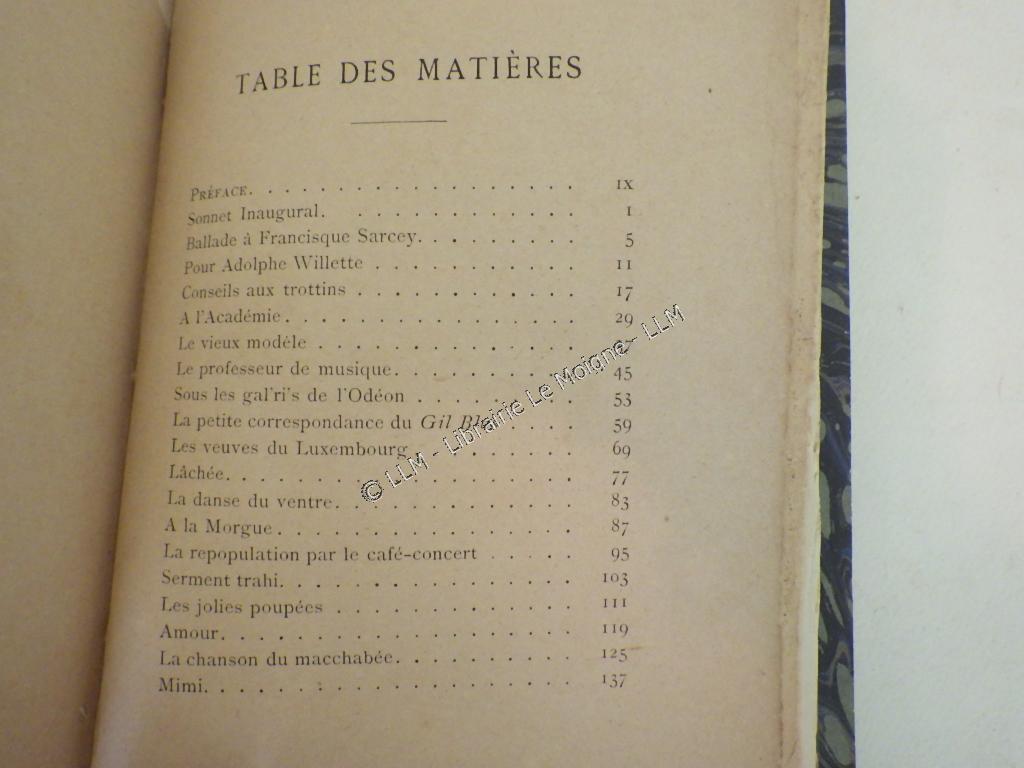 TABLE DES MATIÈRES
PRÉFACE. . . . . . . . . . . . . . . . . . IX
Sonnet Inaugural. . . . . . . . . . . . . 1
Ballade à Francisque Sarcey. . . . . . . . . 5
Pour Adolphe Willette . . . . . . . . . . . 11
Conseils aux trottins . . . . . . . . . . . . 17
A l'Académie. . . . . . . . . . . . . . . . 29
Le vieux modèle . . . . . . . . . . . . . .
Le professeur de musique. . . . . . . . . . 45
Sous les gal'ri's de l'Odéon . . . . . . . . . 53
La petite correspondance du Gil . . . . 59
Les veuves du Luxembourg. . . . . . . . . 69
Lâchée. . . . . . . . . . . . . . . . . . 77
La danse du ventre. . . . . . . . . . . . . 83
A la Morgue . . . . . . . . . . . . . . . . 87
La repopulation par le café-concert . . . . . 95
Serment trahi. . . . . . . . . . . . . . . 103
Les jolies poupées . . . . . . . . . . . . . 111
Amour. . . . . . . . . . . . . . . . . . 119
La chanson du macchabée. . . . . . . . . . 125
Mimi. . . . . . . . . . . . . . . . . . . 137
© LLM - Librairie Le Moigne - LLM